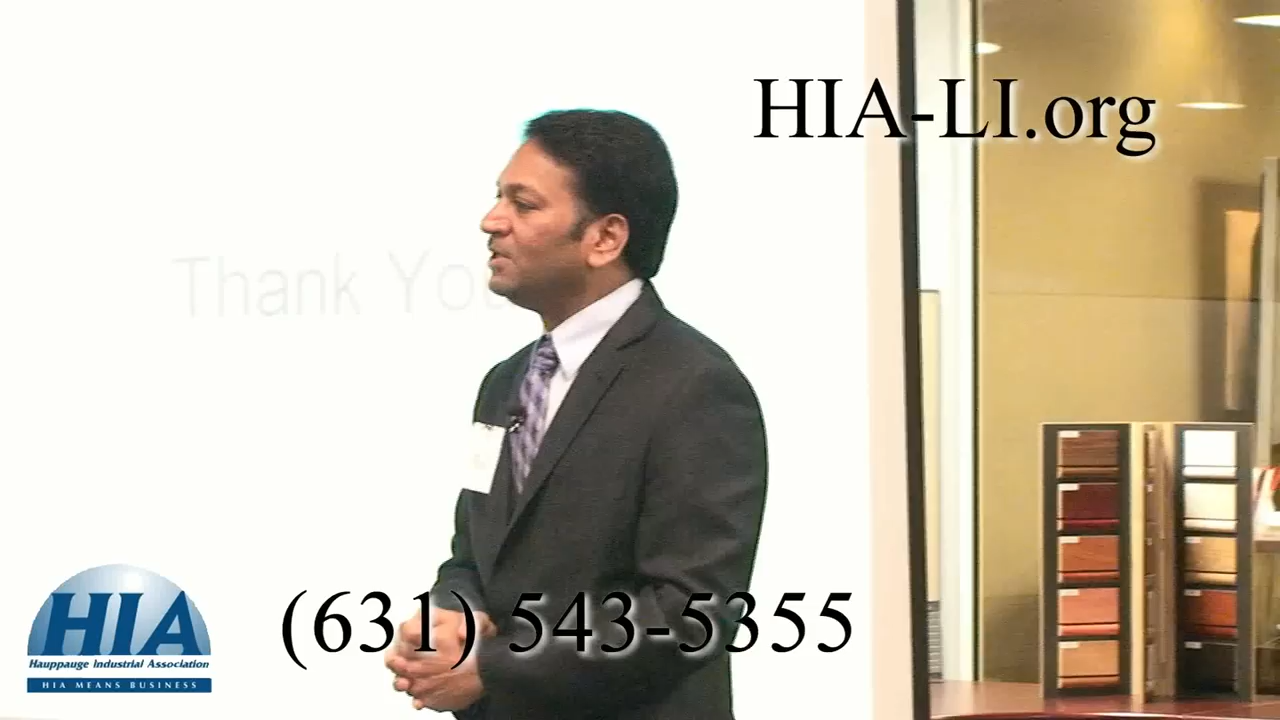 HIA-LI.org
Thank You
(631) 543-5355
HIA
Hauppauge Industrial Association
HIA MEANS BUSINESS